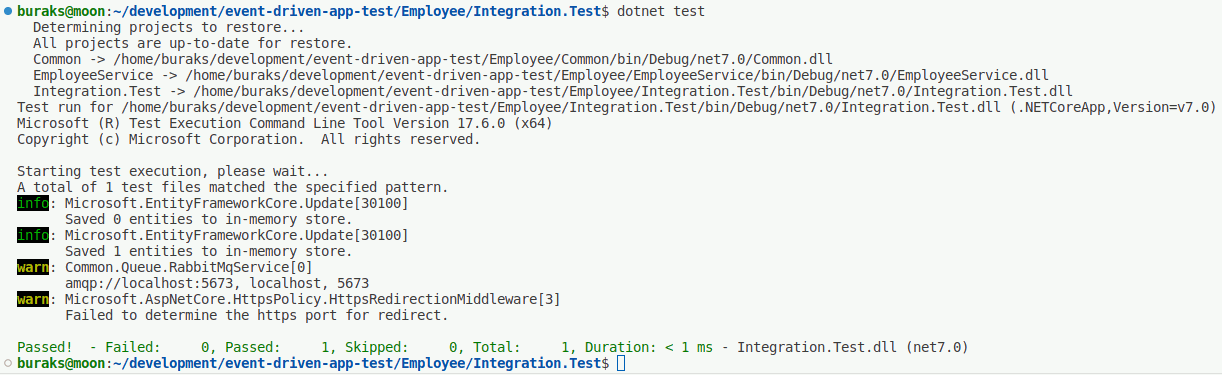 buraks@moon:~/development/event-driven-app-test/Employee/Integration.Test$ dotnet test
  Determining projects to restore...
  All projects are up-to-date for restore.
  Common -> /home/buraks/development/event-driven-app-test/Employee/Common/bin/Debug/net7.0/Common.dll
  EmployeeService -> /home/buraks/development/event-driven-app-test/Employee/EmployeeService/bin/Debug/net7.0/EmployeeService.dll
  Integration.Test -> /home/buraks/development/event-driven-app-test/Employee/Integration.Test/bin/Debug/net7.0/Integration.Test.dll
Test run for /home/buraks/development/event-driven-app-test/Employee/Integration.Test/bin/Debug/net7.0/Integration.Test.dll (.NETCoreApp,Version=v7.0)
Microsoft (R) Test Execution Command Line Tool Version 17.6.0 (x64)
Copyright (c) Microsoft Corporation.  All rights reserved.

Starting test execution, please wait...
A total of 1 test files matched the specified pattern.
info: Microsoft.EntityFrameworkCore.Update[30100]
      Saved 0 entities to in-memory store.
info: Microsoft.EntityFrameworkCore.Update[30100]
      Saved 1 entities to in-memory store.
warn: Common.Queue.RabbitMqService[0]
      amqp://localhost:5673, localhost, 5673
warn: Microsoft.AspNetCore.HttpsPolicy.HttpsRedirectionMiddleware[3]
      Failed to determine the https port for redirect.

Passed!  - Failed:     0, Passed:     1, Skipped:     0, Total:     1, Duration: < 1 ms - Integration.Test.dll (net7.0)
buraks@moon:~/development/event-driven-app-test/Employee/Integration.Test$